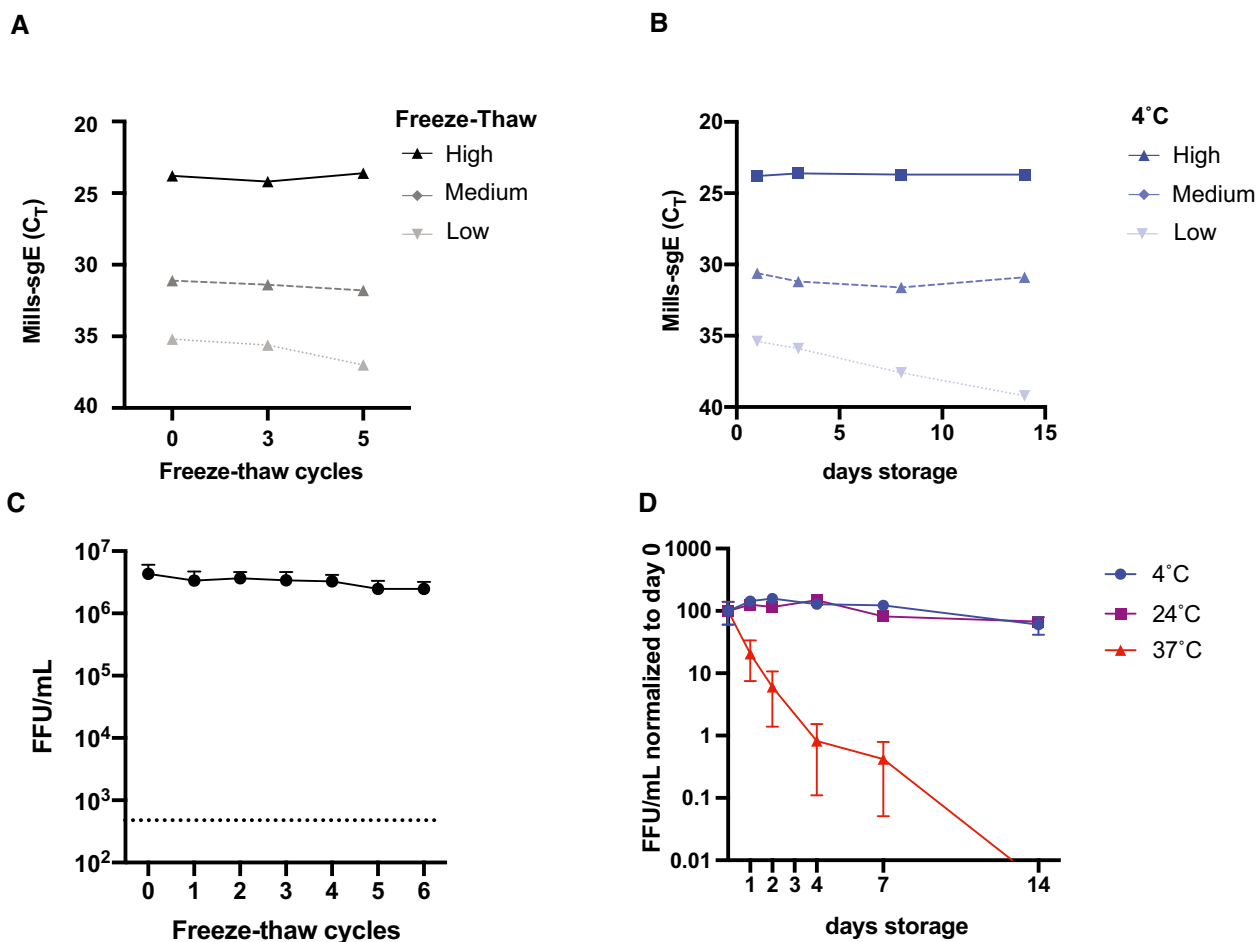 A
Freeze-Thaw
High
Medium
Low
20
25
30
35
40
Mills-sgE (C_T)
0 3 5
Freeze-thaw cycles
B
4˚C
High
Medium
Low
20
25
30
35
40
Mills-sgE (C_T)
0 5 10 15
days storage
C
10^7
10^6
10^5
10^4
10^3
10^2
FFU/mL
0 1 2 3 4 5 6
Freeze-thaw cycles
D
4˚C
24˚C
37˚C
1000
100
10
1
0.1
0.01
FFU/mL normalized to day 0
1 2 3 4 7 14
days storage